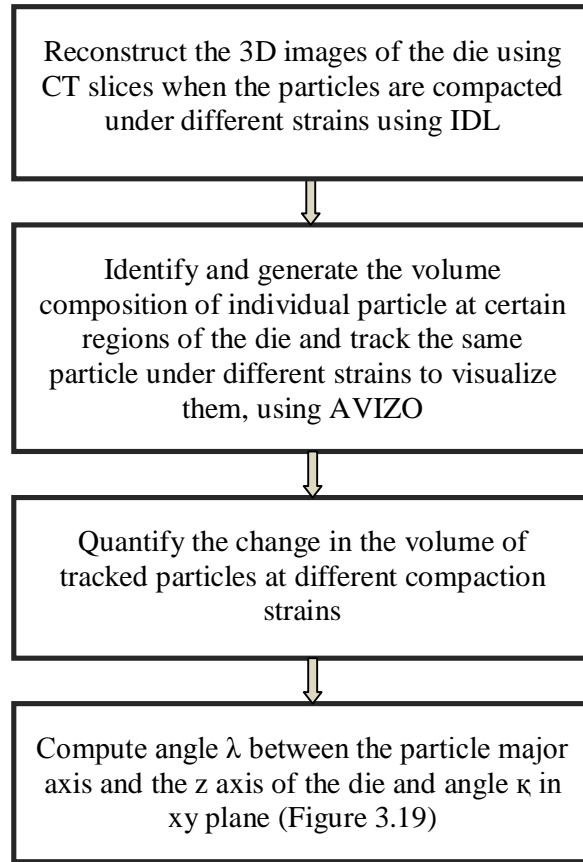 Reconstruct the 3D images of the die using
CT slices when the particles are compacted
under different strains using IDL
Identify and generate the volume
composition of individual particle at certain
regions of the die and track the same
particle under different strains to visualize
them, using AVIZO
Quantify the change in the volume of
tracked particles at different compaction
strains
Compute angle λ between the particle major
axis and the z axis of the die and angle κ in
xy plane (Figure 3.19)